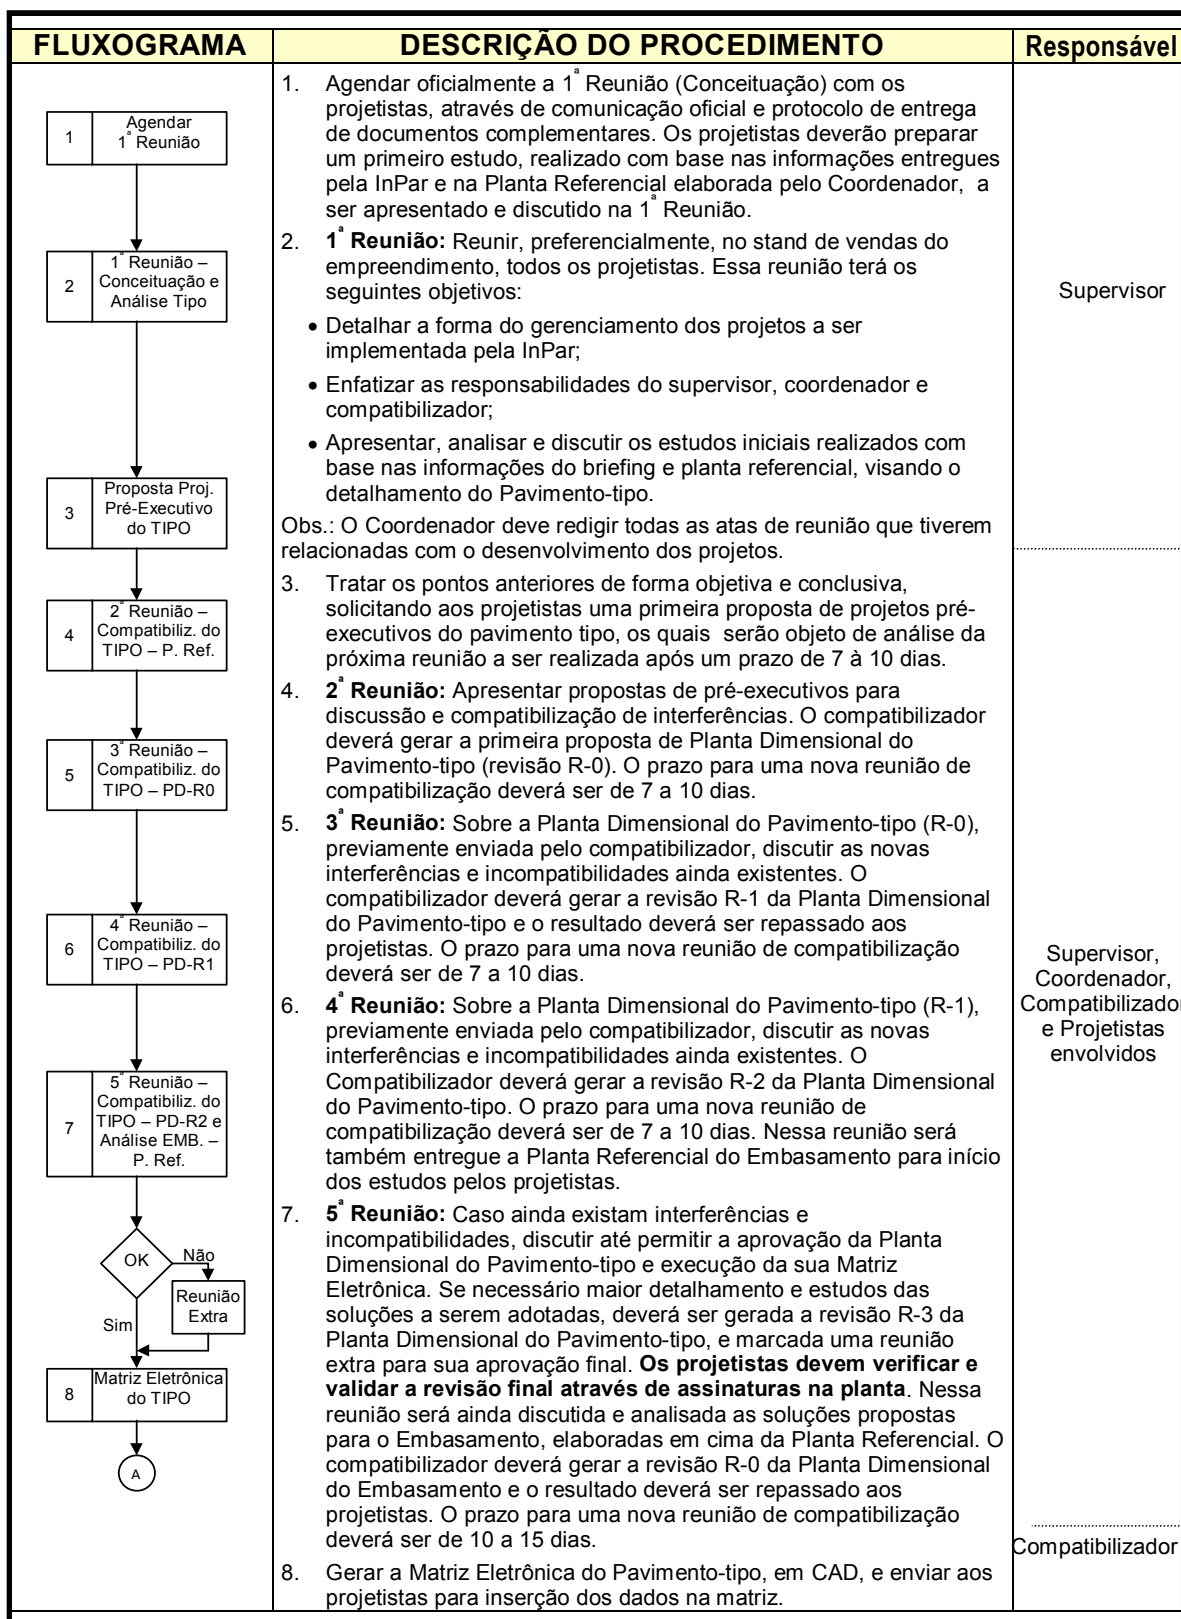 FLUXOGRAMA
DESCRIÇÃO DO PROCEDIMENTO
Responsável
1
Agendar
1ª Reunião
2
1ª Reunião –
Conceituação e
Análise Tipo
3
Proposta Proj.
Pré-Executivo
do TIPO
4
2ª Reunião –
Compatibiliz. do
TIPO – P. Ref.
5
3ª Reunião –
Compatibiliz. do
TIPO – PD-R0
6
4ª Reunião –
Compatibiliz. do
TIPO – PD-R1
7
5ª Reunião –
Compatibiliz. do
TIPO – PD-R2 e
Análise EMB. –
P. Ref.
OK
Não
Reunião
Extra
Sim
8
Matriz Eletrônica
do TIPO
A
1. Agendar oficialmente a 1ª Reunião (Conceituação) com os
projetistas, através de comunicação oficial e protocolo de entrega
de documentos complementares. Os projetistas deverão preparar
um primeiro estudo, realizado com base nas informações entregues
pela InPar e na Planta Referencial elaborada pelo Coordenador, a
ser apresentado e discutido na 1ª Reunião.
2. 1ª Reunião: Reunir, preferencialmente, no stand de vendas do
empreendimento, todos os projetistas. Essa reunião terá os
seguintes objetivos:
• Detalhar a forma do gerenciamento dos projetos a ser
implementada pela InPar;
• Enfatizar as responsabilidades do supervisor, coordenador e
compatibilizador;
• Apresentar, analisar e discutir os estudos iniciais realizados com
base nas informações do briefing e planta referencial, visando o
detalhamento do Pavimento-tipo.
Obs.: O Coordenador deve redigir todas as atas de reunião que tiverem
relacionadas com o desenvolvimento dos projetos.
3. Tratar os pontos anteriores de forma objetiva e conclusiva,
solicitando aos projetistas uma primeira proposta de projetos pré-
executivos do pavimento tipo, os quais serão objeto de análise da
próxima reunião a ser realizada após um prazo de 7 à 10 dias.
4. 2ª Reunião: Apresentar propostas de pré-executivos para
discussão e compatibilização de interferências. O compatibilizador
deverá gerar a primeira proposta de Planta Dimensional do
Pavimento-tipo (revisão R-0). O prazo para uma nova reunião de
compatibilização deverá ser de 7 a 10 dias.
5. 3ª Reunião: Sobre a Planta Dimensional do Pavimento-tipo (R-0),
previamente enviada pelo compatibilizador, discutir as novas
interferências e incompatibilidades ainda existentes. O
compatibilizador deverá gerar a revisão R-1 da Planta Dimensional
do Pavimento-tipo e o resultado deverá ser repassado aos
projetistas. O prazo para uma nova reunião de compatibilização
deverá ser de 7 a 10 dias.
6. 4ª Reunião: Sobre a Planta Dimensional do Pavimento-tipo (R-1),
previamente enviada pelo compatibilizador, discutir as novas
interferências e incompatibilidades ainda existentes. O
Compatibilizador deverá gerar a revisão R-2 da Planta Dimensional
do Pavimento-tipo. O prazo para uma nova reunião de
compatibilização deverá ser de 7 a 10 dias. Nessa reunião será
também entregue a Planta Referencial do Embasamento para início
dos estudos pelos projetistas.
7. 5ª Reunião: Caso ainda existam interferências e
incompatibilidades, discutir até permitir a aprovação da Planta
Dimensional do Pavimento-tipo e execução da sua Matriz
Eletrônica. Se necessário maior detalhamento e estudos das
soluções a serem adotadas, deverá ser gerada a revisão R-3 da
Planta Dimensional do Pavimento-tipo, e marcada uma reunião
extra para sua aprovação final. Os projetistas devem verificar e
validar a revisão final através de assinaturas na planta. Nessa
reunião será ainda discutida e analisada as soluções propostas
para o Embasamento, elaboradas em cima da Planta Referencial. O
compatibilizador deverá gerar a revisão R-0 da Planta Dimensional
do Embasamento e o resultado deverá ser repassado aos
projetistas. O prazo para uma nova reunião de compatibilização
deverá ser de 10 a 15 dias.
8. Gerar a Matriz Eletrônica do Pavimento-tipo, em CAD, e enviar aos
projetistas para inserção dos dados na matriz.
Supervisor
Supervisor,
Coordenador,
Compatibilizador
e Projetistas
envolvidos
Compatibilizador